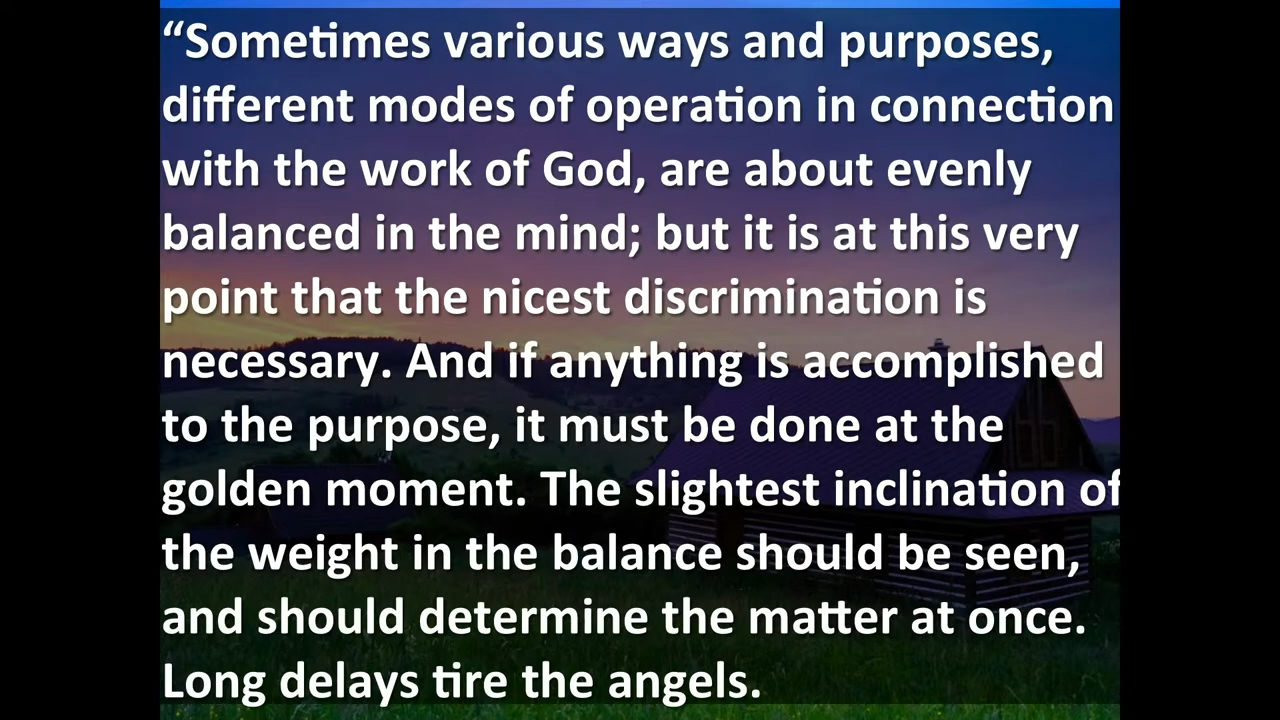 “Sometimes various ways and purposes,
different modes of operation in connection
with the work of God, are about evenly
balanced in the mind; but it is at this very
point that the nicest discrimination is
necessary. And if anything is accomplished
to the purpose, it must be done at the
golden moment. The slightest inclination of
the weight in the balance should be seen,
and should determine the matter at once.
Long delays tire the angels.